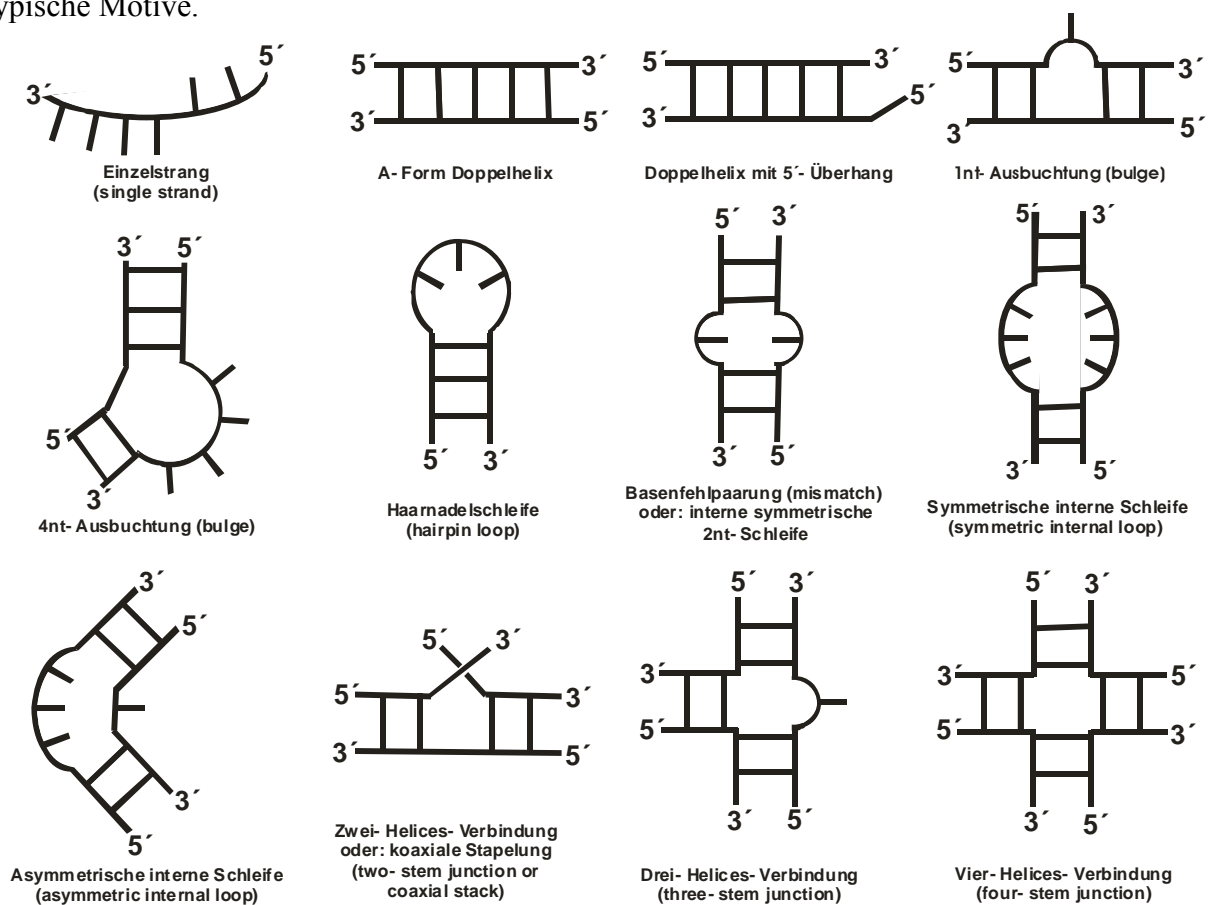 ypische Motive.
3´ 5´
Einzelstrang
(single strand)
5´ 3´
3´ 5´
A- Form Doppelhelix
5´ 3´
3´ 5´
Doppelhelix mit 5´- Überhang
5´ 3´
3´ 5´
1nt- Ausbuchtung (bulge)
3´ 5´
5´
3´
4nt- Ausbuchtung (bulge)
5´ 3´
Haarnadelschleife
(hairpin loop)
5´ 3´
3´ 5´
Basenfehlpaarung (mismatch)
oder: interne symmetrische
2nt- Schleife
5´ 3´
3´ 5´
Symmetrische interne Schleife
(symmetric internal loop)
3´
5´
3´
5´
Asymmetrische interne Schleife
(asymmetric internal loop)
5´ 3´
5´ 3´
3´ 5´
Zwei- Helices- Verbindung
oder: koaxiale Stapelung
(two- stem junction or
coaxial stack)
5´ 3´
3´
5´
3´ 5´
Drei- Helices- Verbindung
(three- stem junction)
5´ 3´
3´ 5´
5´ 3´
3´ 5´
Vier- Helices- Verbindung
(four- stem junction)